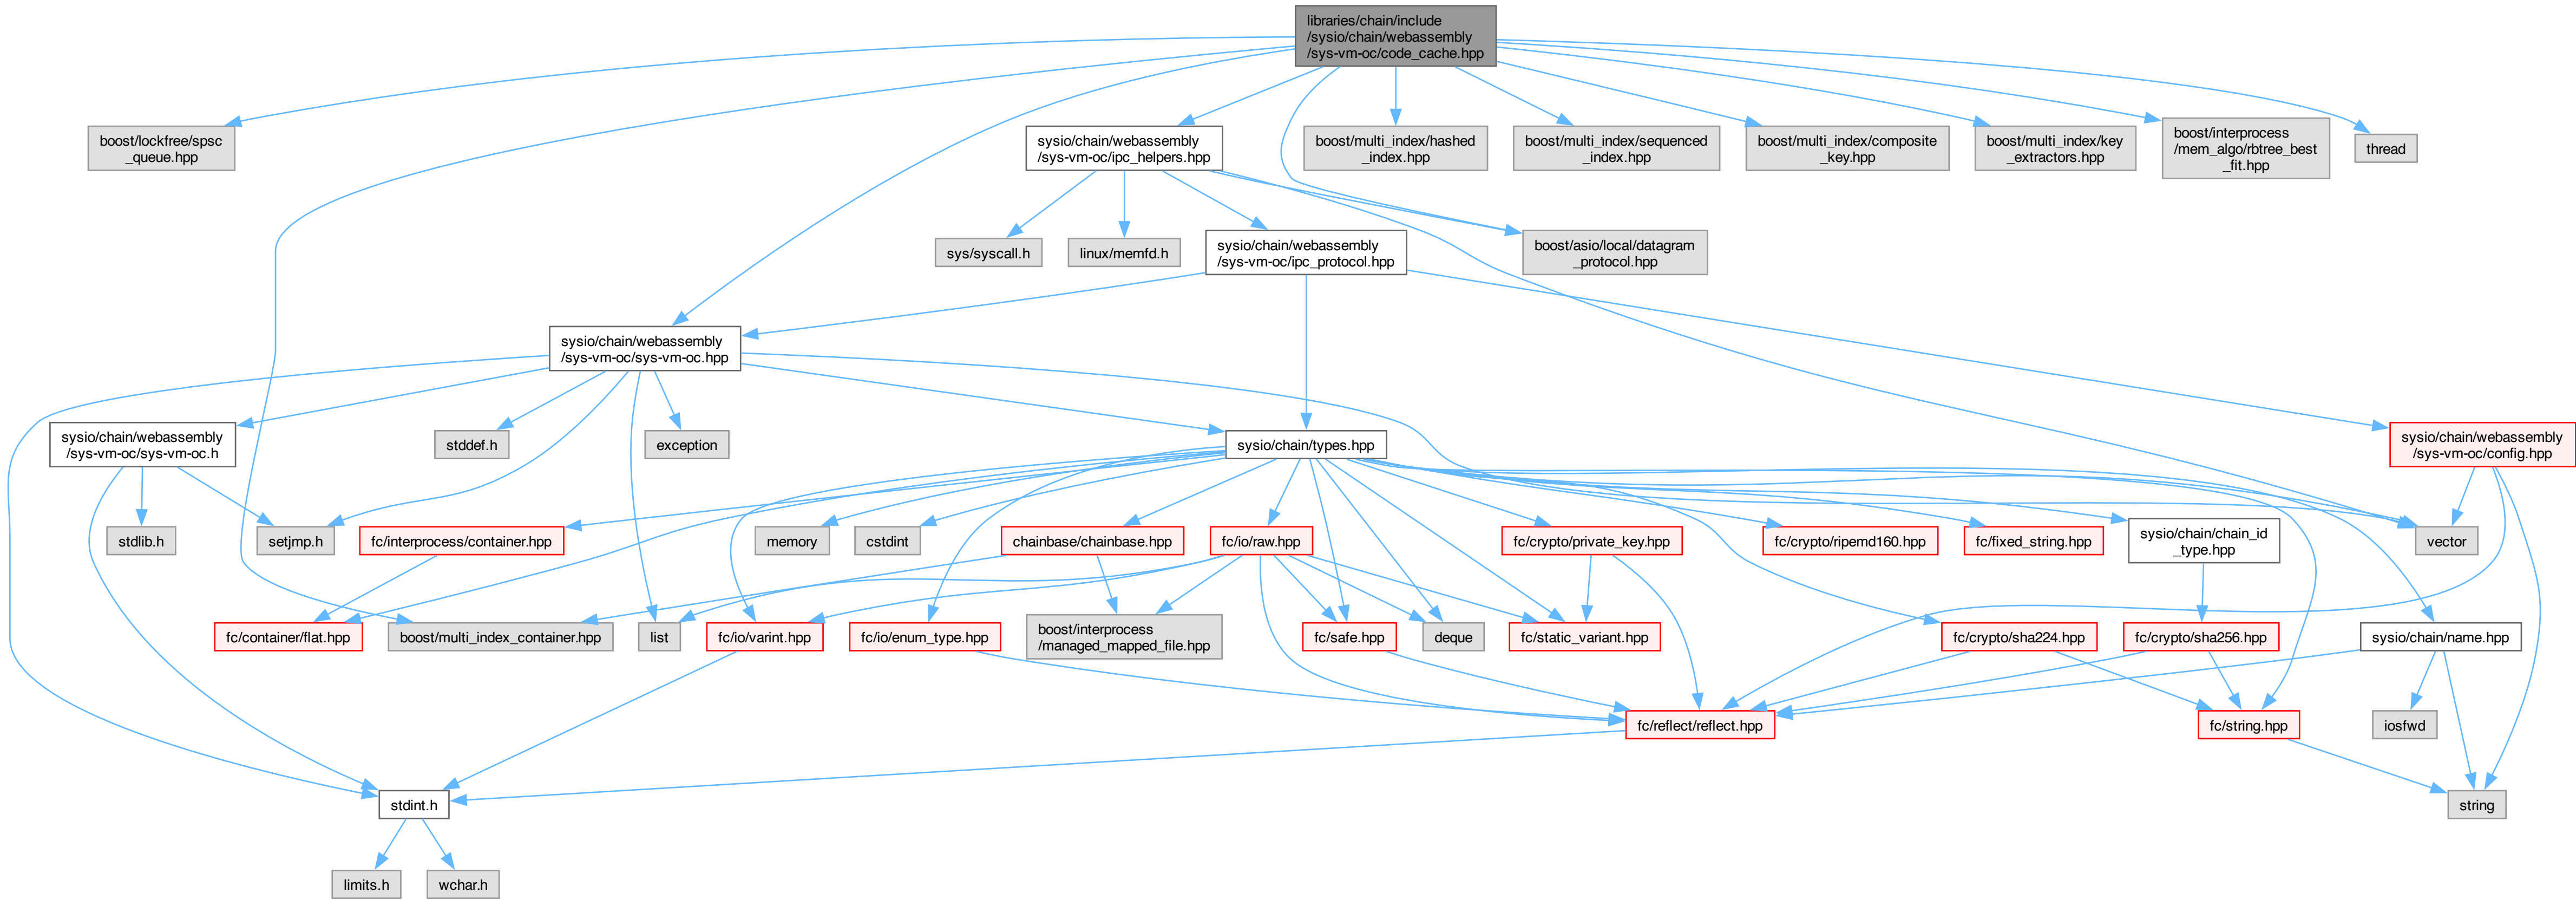 libraries/chain/include
/sysio/chain/webassembly
/sys-vm-oc/code_cache.hpp
boost/lockfree/spsc
_queue.hpp
sysio/chain/webassembly
/sys-vm-oc/ipc_helpers.hpp
boost/multi_index/hashed
_index.hpp
boost/multi_index/sequenced
_index.hpp
boost/multi_index/composite
_key.hpp
boost/multi_index/key
_extractors.hpp
boost/interprocess
/mem_algo/rbtree_best
_fit.hpp
thread
sys/syscall.h
linux/memfd.h
sysio/chain/webassembly
/sys-vm-oc/ipc_protocol.hpp
boost/asio/local/datagram
_protocol.hpp
sysio/chain/webassembly
/sys-vm-oc/sys-vm-oc.hpp
sysio/chain/webassembly
/sys-vm-oc/sys-vm-oc.h
stddef.h
exception
sysio/chain/types.hpp
sysio/chain/webassembly
/sys-vm-oc/config.hpp
stdlib.h
setjmp.h
fc/interprocess/container.hpp
memory
cstdint
chainbase/chainbase.hpp
fc/io/raw.hpp
fc/crypto/private_key.hpp
fc/crypto/ripemd160.hpp
fc/fixed_string.hpp
sysio/chain/chain_id
_type.hpp
vector
fc/container/flat.hpp
boost/multi_index_container.hpp
list
fc/io/varint.hpp
fc/io/enum_type.hpp
boost/interprocess
/managed_mapped_file.hpp
fc/safe.hpp
deque
fc/static_variant.hpp
fc/crypto/sha224.hpp
fc/crypto/sha256.hpp
sysio/chain/name.hpp
fc/reflect/reflect.hpp
fc/string.hpp
iosfwd
stdint.h
string
limits.h
wchar.h